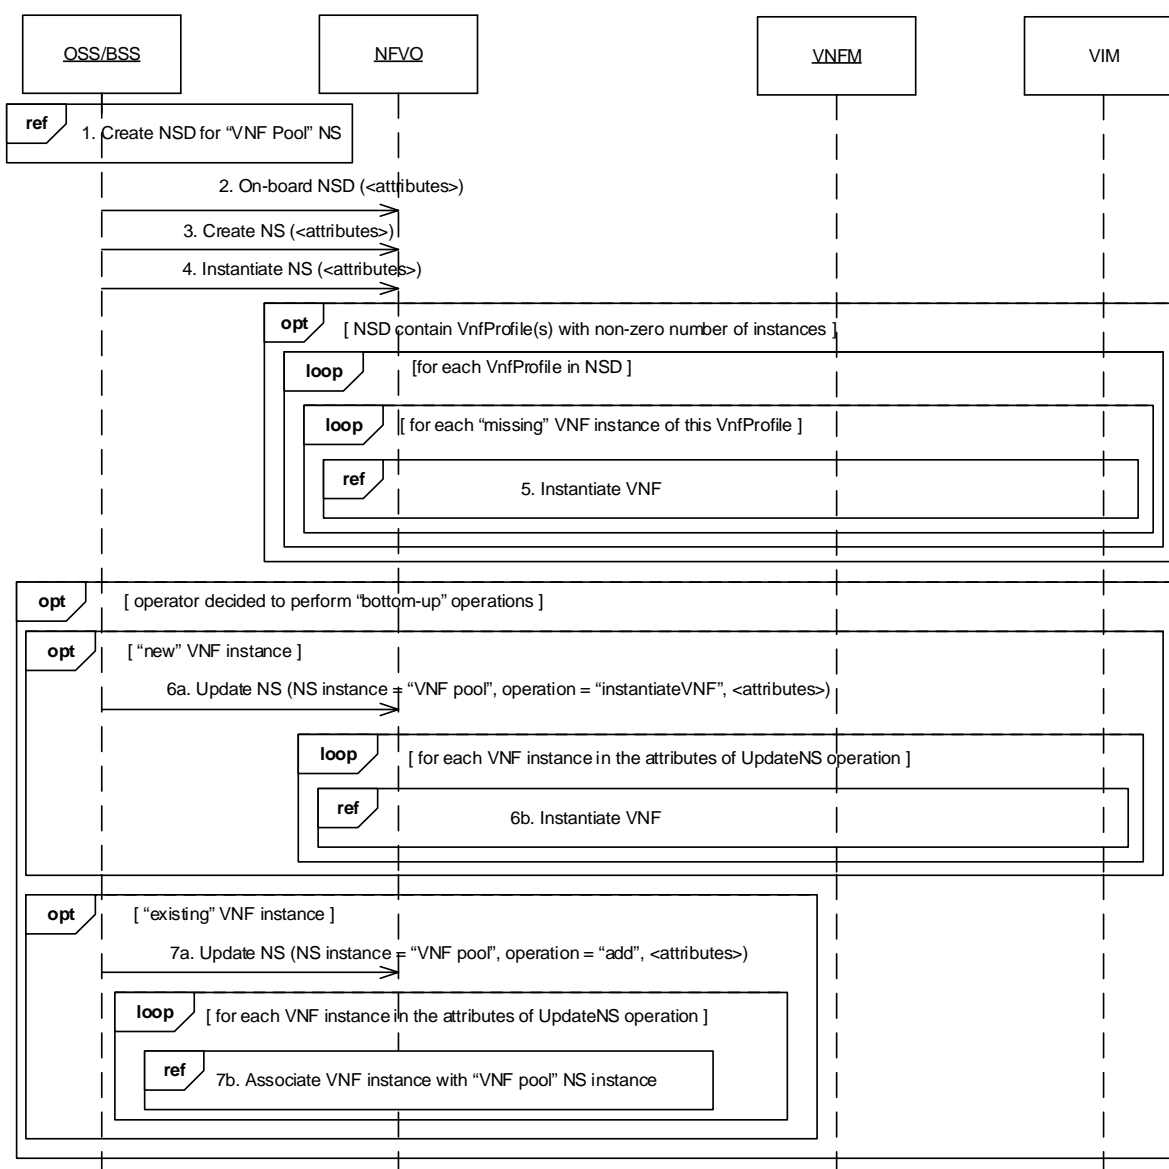 OSS/BSS
NFVO
VNFM
VIM
ref
1. Create NSD for “VNF Pool” NS
2. On-board NSD (<attributes>)
3. Create NS (<attributes>)
4. Instantiate NS (<attributes>)
opt
[ NSD contain VnfProfile(s) with non-zero number of instances ]
loop
[for each VnfProfile in NSD ]
loop
[ for each “missing” VNF instance of this VnfProfile ]
ref
5. Instantiate VNF
opt
[ operator decided to perform “bottom-up” operations ]
opt
[ “new” VNF instance ]
6a. Update NS (NS instance = “VNF pool”, operation = “instantiateVNF”, <attributes>)
loop
[ for each VNF instance in the attributes of UpdateNS operation ]
ref
6b. Instantiate VNF
opt
[ “existing” VNF instance ]
7a. Update NS (NS instance = “VNF pool”, operation = “add”, <attributes>)
loop
[ for each VNF instance in the attributes of UpdateNS operation ]
ref
7b. Associate VNF instance with “VNF pool” NS instance